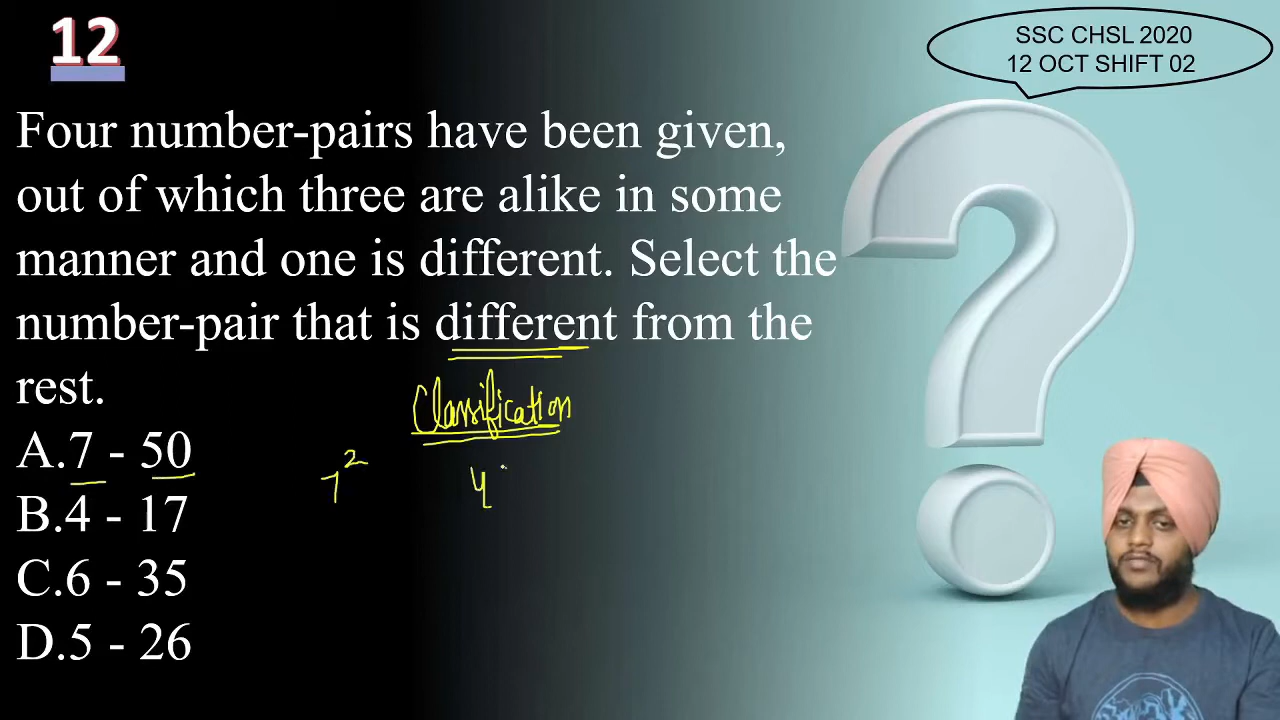 12
SSC CHSL 2020
12 OCT SHIFT 02
Four number-pairs have been given,
out of which three are alike in some
manner and one is different. Select the
number-pair that is different from the
rest.
Classification
A.7 - 50
7²
4
B.4 - 17
C.6 - 35
D.5 - 26